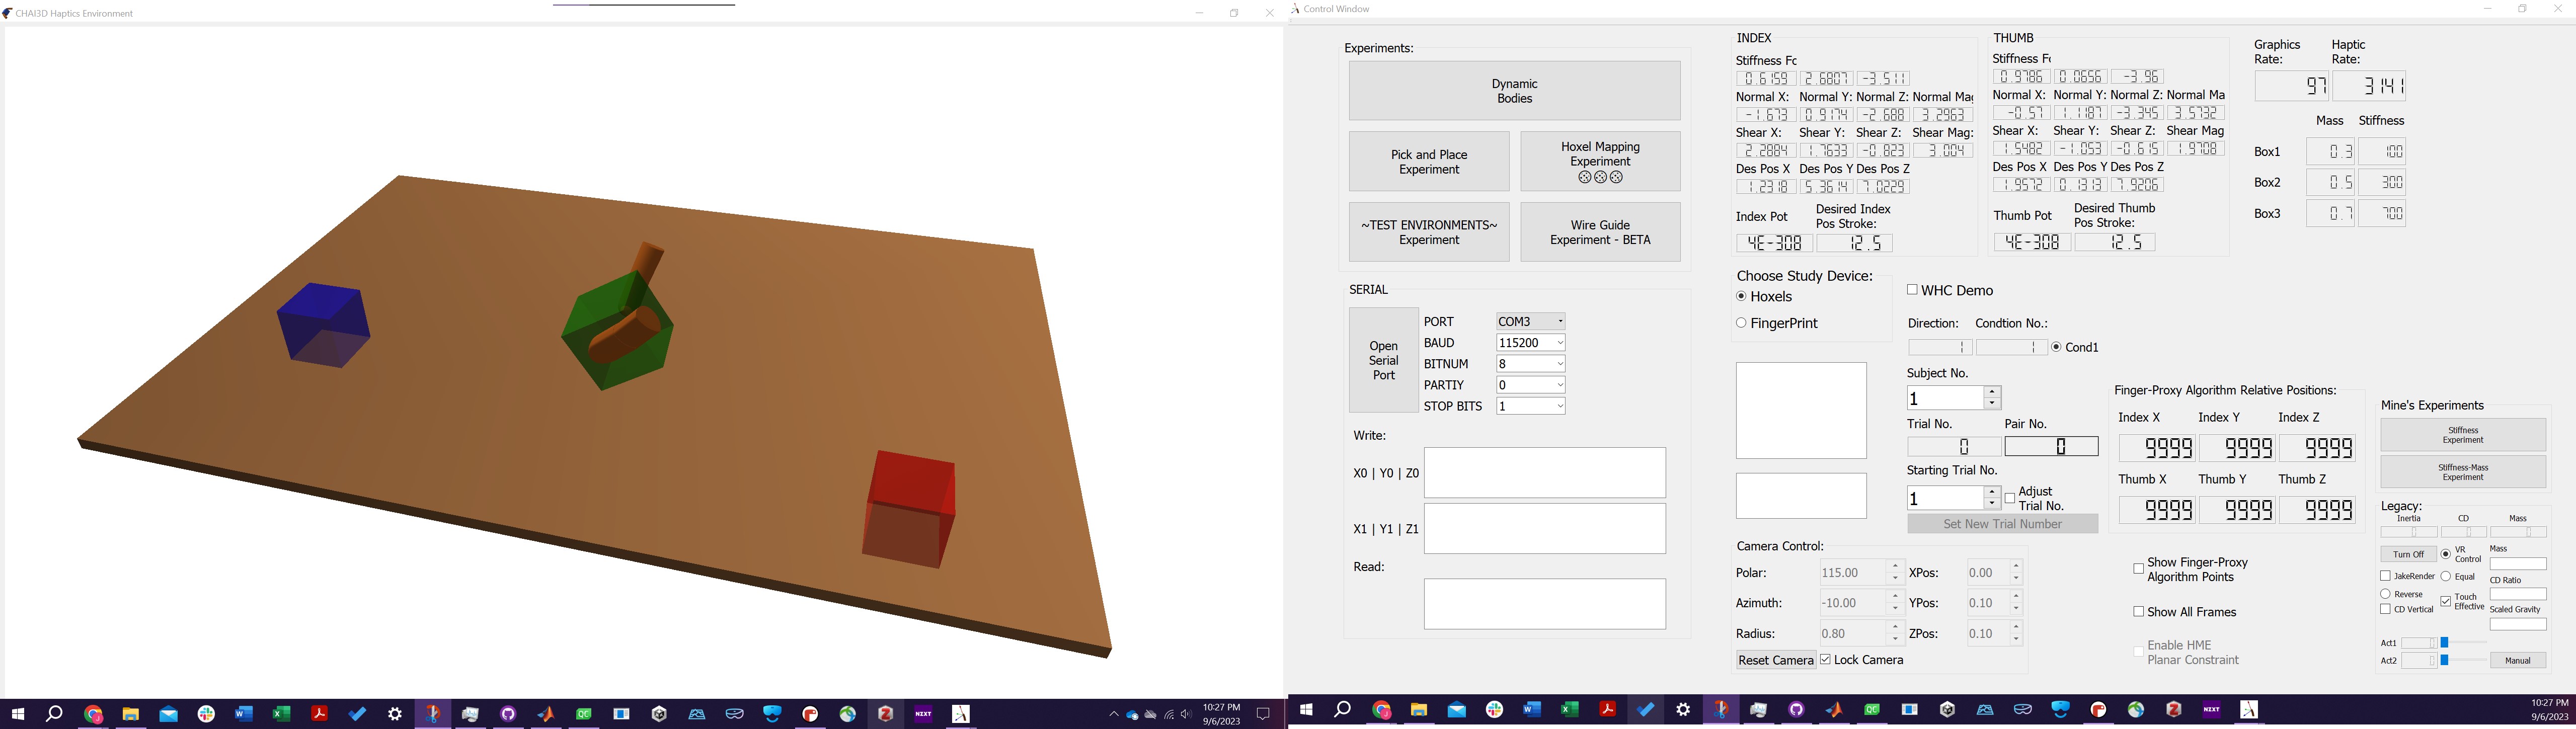 CHAI3D Haptics Environment
Control Window
Experiments:
Dynamic
Bodies
Pick and Place
Experiment
Hoxel Mapping
Experiment
~TEST ENVIRONMENTS~
Experiment
Wire Guide
Experiment - BETA
SERIAL
Open
Serial
Port
PORT COM3
BAUD 115200
BITNUM 8
PARTIY 0
STOP BITS 1
Write:
X0 | Y0 | Z0
X1 | Y1 | Z1
Read:
INDEX
Stiffness Fc
0.6159 2.6807 -3.511
Normal X: Normal Y: Normal Z: Normal Mag
-1.673 0.9174 -2.688 3.2963
Shear X: Shear Y: Shear Z: Shear Mag:
2.2884 1.7633 -0.823 3.004
Des Pos X Des Pos Y Des Pos Z
1.2318 5.3614 7.0229
Index Pot
Desired Index
Pos Stroke:
4E-308 12.5
THUMB
Stiffness Fc
0.9786 0.0656 -3.96
Normal X: Normal Y: Normal Z: Normal Ma
-0.57 1.1187 -3.345 3.5732
Shear X: Shear Y: Shear Z: Shear Mag
1.5482 -1.053 -0.615 1.9708
Des Pos X Des Pos Y Des Pos Z
1.9572 0.1313 7.9206
Thumb Pot
Desired Thumb
Pos Stroke:
4E-308 12.5
Graphics
Rate:
Haptic
Rate:
97 3141
Mass Stiffness
Box1 0.3 100
Box2 0.5 300
Box3 0.7 700
Choose Study Device:
Hoxels
FingerPrint
WHC Demo
Direction: Condtion No.:
1 1 Cond1
Subject No.
1
Trial No. Pair No.
0 0
Starting Trial No.
1
Adjust
Trial No.
Set New Trial Number
Camera Control:
Polar: 115.00 XPos: 0.00
Azimuth: -10.00 YPos: 0.10
Radius: 0.80 ZPos: 0.10
Reset Camera Lock Camera
Finger-Proxy Algorithm Relative Positions:
Index X Index Y Index Z
9999 9999 9999
Thumb X Thumb Y Thumb Z
9999 9999 9999
Show Finger-Proxy
Algorithm Points
Show All Frames
Enable HME
Planar Constraint
Mine's Experiments
Stiffness
Experiment
Stiffness-Mass
Experiment
Legacy:
Inertia CD Mass
Turn Off
VR
Control
Mass
JakeRender Equal
CD Ratio
Reverse
Touch
Effective
CD Vertical
Scaled Gravity
Act1
Act2
Manual
NIXT
10:27 PM
9/6/2023
NIXT
10:27 PM
9/6/2023